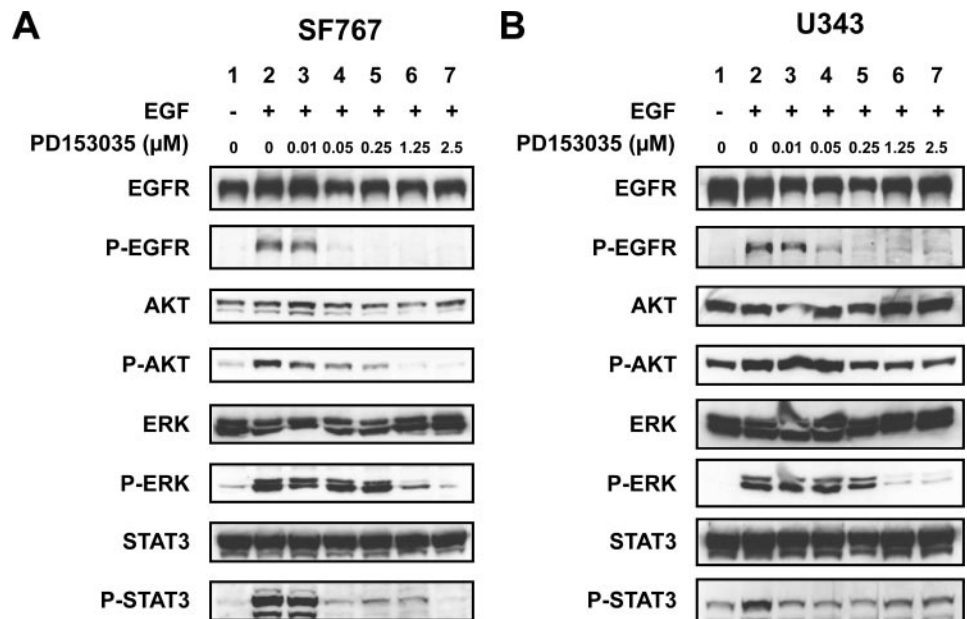 A SF767
1 2 3 4 5 6 7
EGF - + + + + + +
PD153035 (µM) 0 0 0.01 0.05 0.25 1.25 2.5
EGFR
P-EGFR
AKT
P-AKT
ERK
P-ERK
STAT3
P-STAT3
B U343
1 2 3 4 5 6 7
EGF - + + + + + +
PD153035 (µM) 0 0 0.01 0.05 0.25 1.25 2.5
EGFR
P-EGFR
AKT
P-AKT
ERK
P-ERK
STAT3
P-STAT3